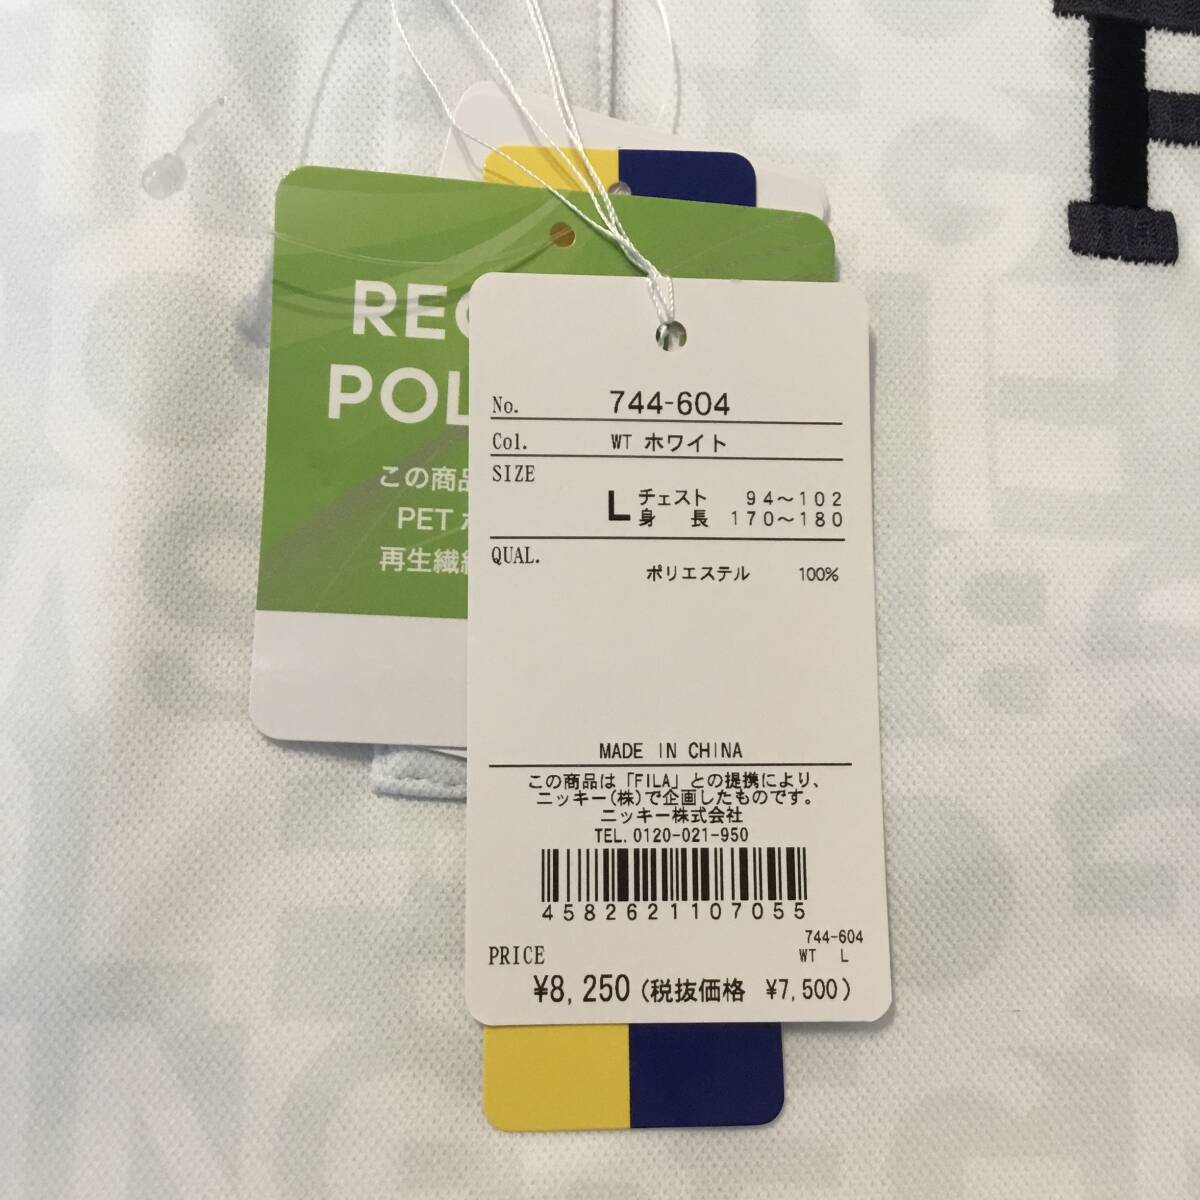 REC
POL
この商品
PET
再生繊維
No. 744-604
Col. WT ホワイト
SIZE
L チェスト 94～102
身長 170～180
QUAL.
ポリエステル 100%
MADE IN CHINA
この商品は「FILA」との提携により、
ニッキー(株)で企画したものです。
ニッキー株式会社
TEL. 0120-021-950
4582621107055
744-604
WT L
PRICE
¥8,250 (税抜価格 ¥7,500)
F